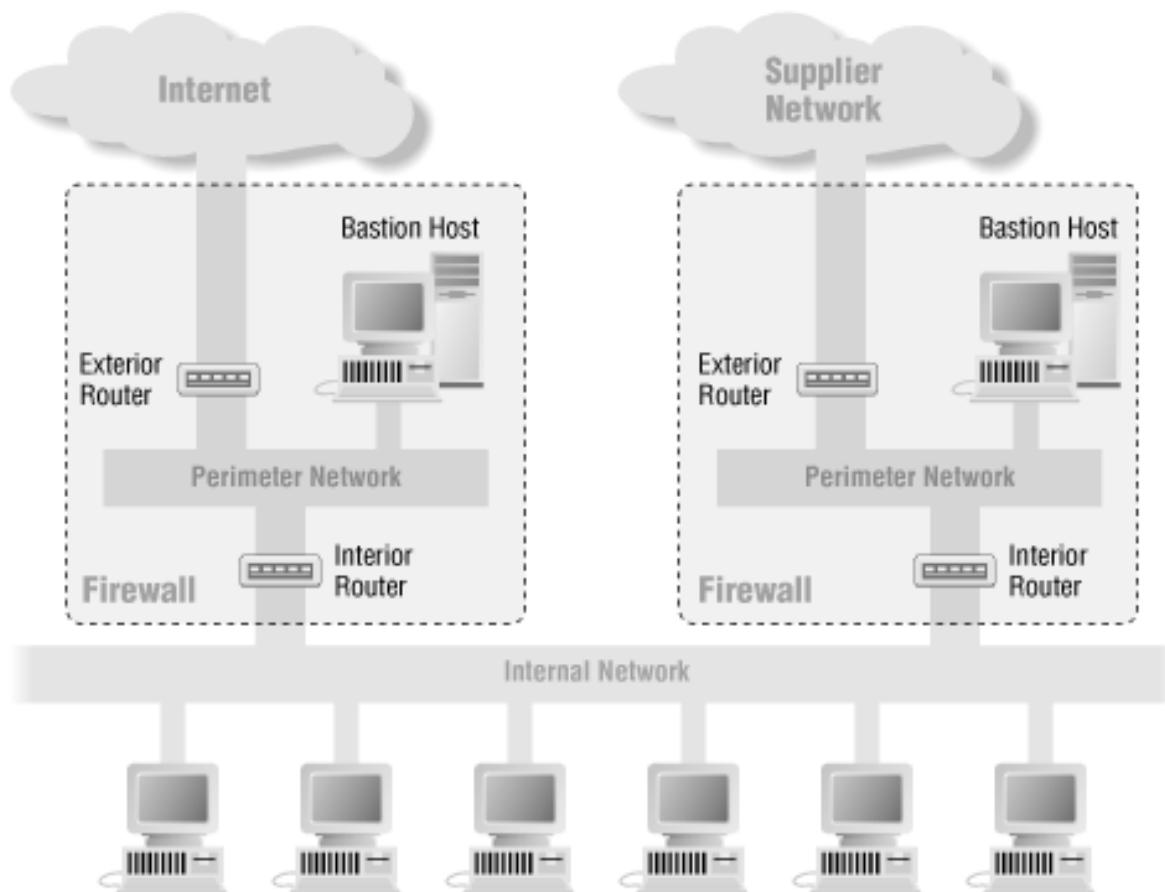 Internet
Supplier
Network
Bastion Host
Bastion Host
Exterior
Router
Exterior
Router
Perimeter Network
Perimeter Network
Interior
Router
Interior
Router
Firewall
Firewall
Internal Network